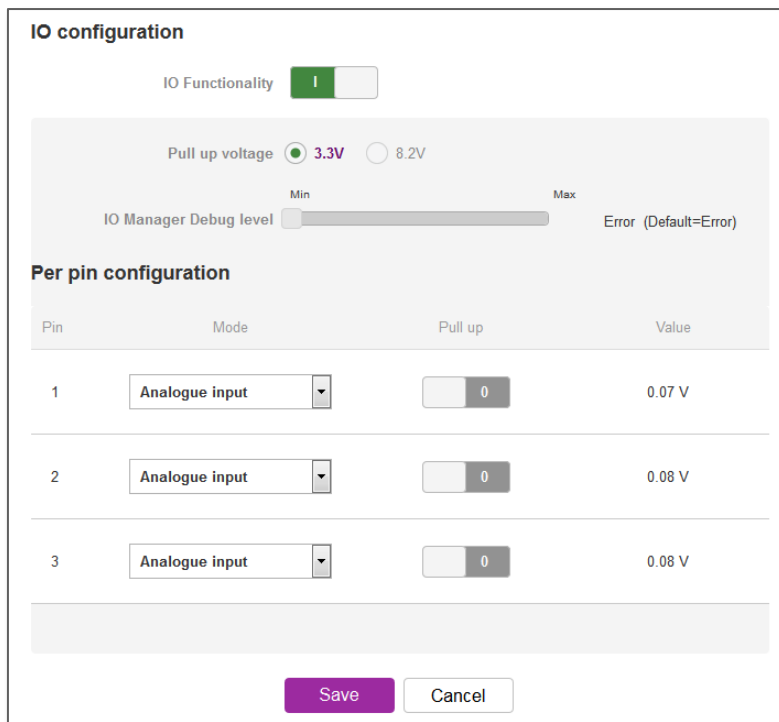 IO configuration
IO Functionality I
Pull up voltage 3.3V 8.2V
Min Max
IO Manager Debug level Error (Default=Error)
Per pin configuration
Pin Mode Pull up Value
1 Analogue input 0 0.07 V
2 Analogue input 0 0.08 V
3 Analogue input 0 0.08 V
Save Cancel